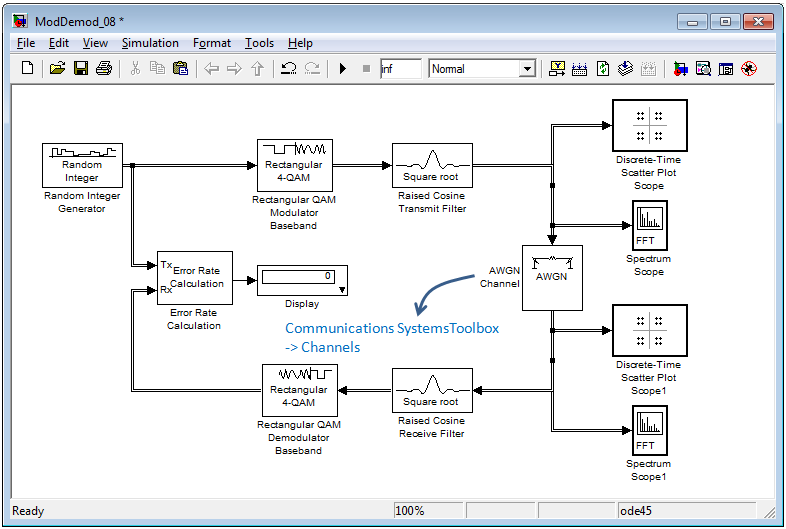 ModDemod_08 *
File Edit View Simulation Format Tools Help
inf Normal
Random
Integer
Random Integer
Generator
Rectangular
4-QAM
Rectangular QAM
Modulator
Baseband
Square root
Raised Cosine
Transmit Filter
Discrete-Time
Scatter Plot
Scope
FFT
Spectrum
Scope
Tx
Rx
Error Rate
Calculation
Error Rate
Calculation
0
Display
AWGN
Channel
AWGN
Communications SystemsToolbox
-> Channels
Discrete-Time
Scatter Plot
Scope1
Rectangular
4-QAM
Rectangular QAM
Demodulator
Baseband
Square root
Raised Cosine
Receive Filter
FFT
Spectrum
Scope1
Ready 100% ode45